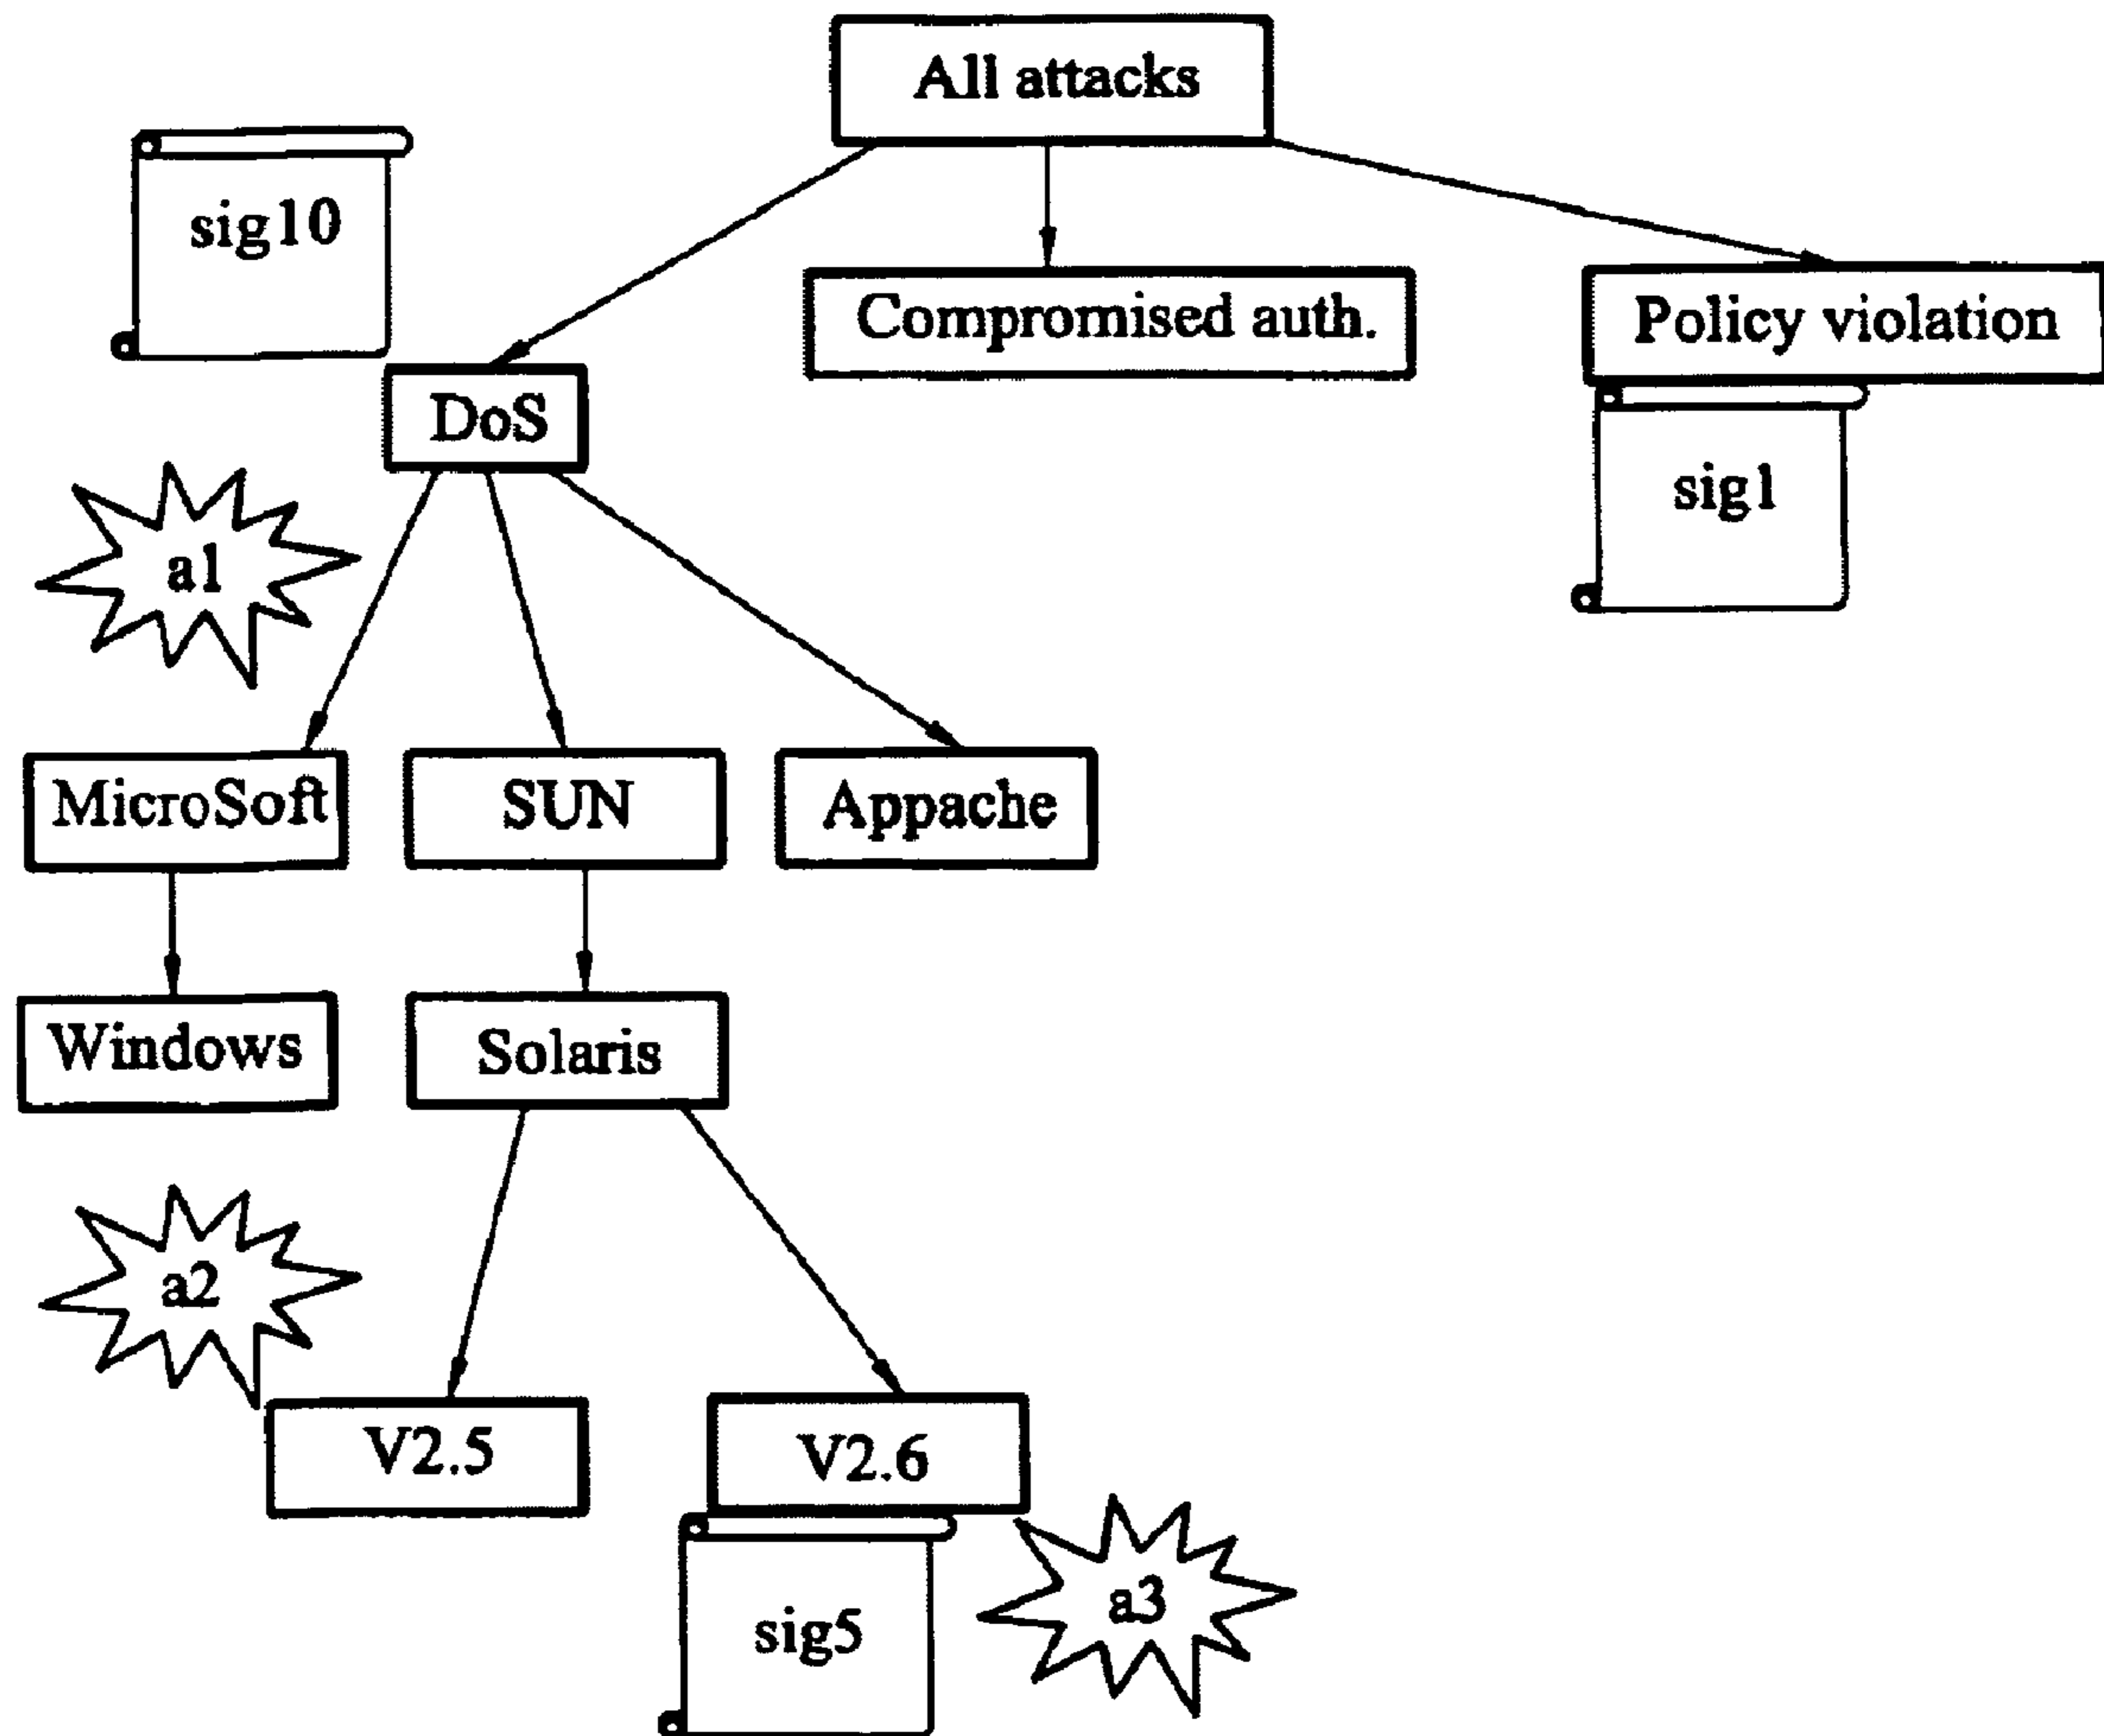 All attacks
sig10
Compromised auth.
Policy violation
DoS
sig1
a1
MicroSoft
SUN
Appache
Windows
Solaris
a2
V2.5
V2.6
a3
sig5